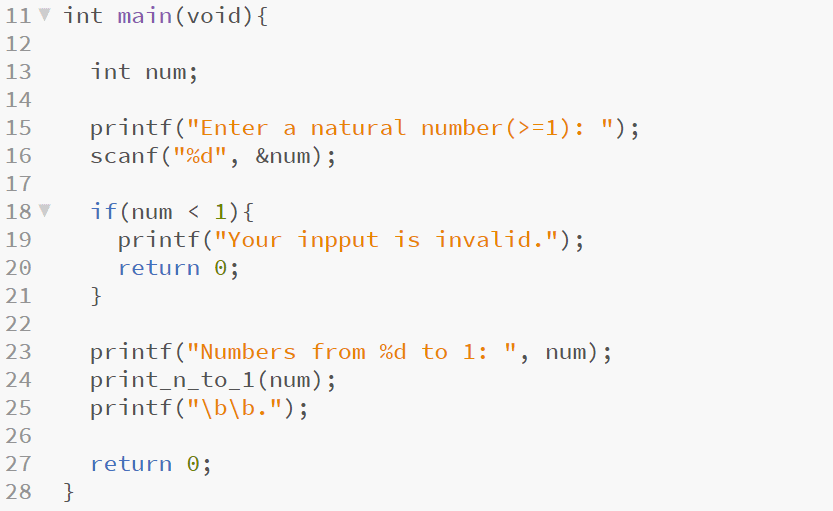 11 int main(void){
12
13 int num;
14
15 printf("Enter a natural number(>=1): ");
16 scanf("%d", &num);
17
18 if(num < 1){
19 printf("Your inpput is invalid.");
20 return 0;
21 }
22
23 printf("Numbers from %d to 1: ", num);
24 print_n_to_1(num);
25 printf("\b\b.");
26
27 return 0;
28 }